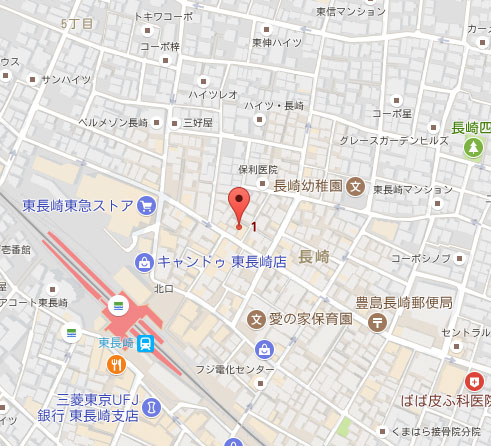 トキワコーポ
東信マンション
5丁目
東伸ハイツ
コーポ梓
カース
ウス
サンハイツ
ハイツレオ
ハイツ・長崎
コーポ星
ベルメゾン長崎
三好屋
グレースガーデンヒルズ
長崎四
保利医院
長崎幼稚園
東長崎マンション
東長崎東急ストア
1
壱番館
キャンドゥ 東長崎店
長崎
コーポシノブ
北口
アコート東長崎
豊島長崎郵便局
愛の家保育園
セントラル
東長崎
フジ電化センター
ぱぱ皮ふ科医院
三菱東京UFJ
銀行 東長崎支店
くまはら接骨院分院